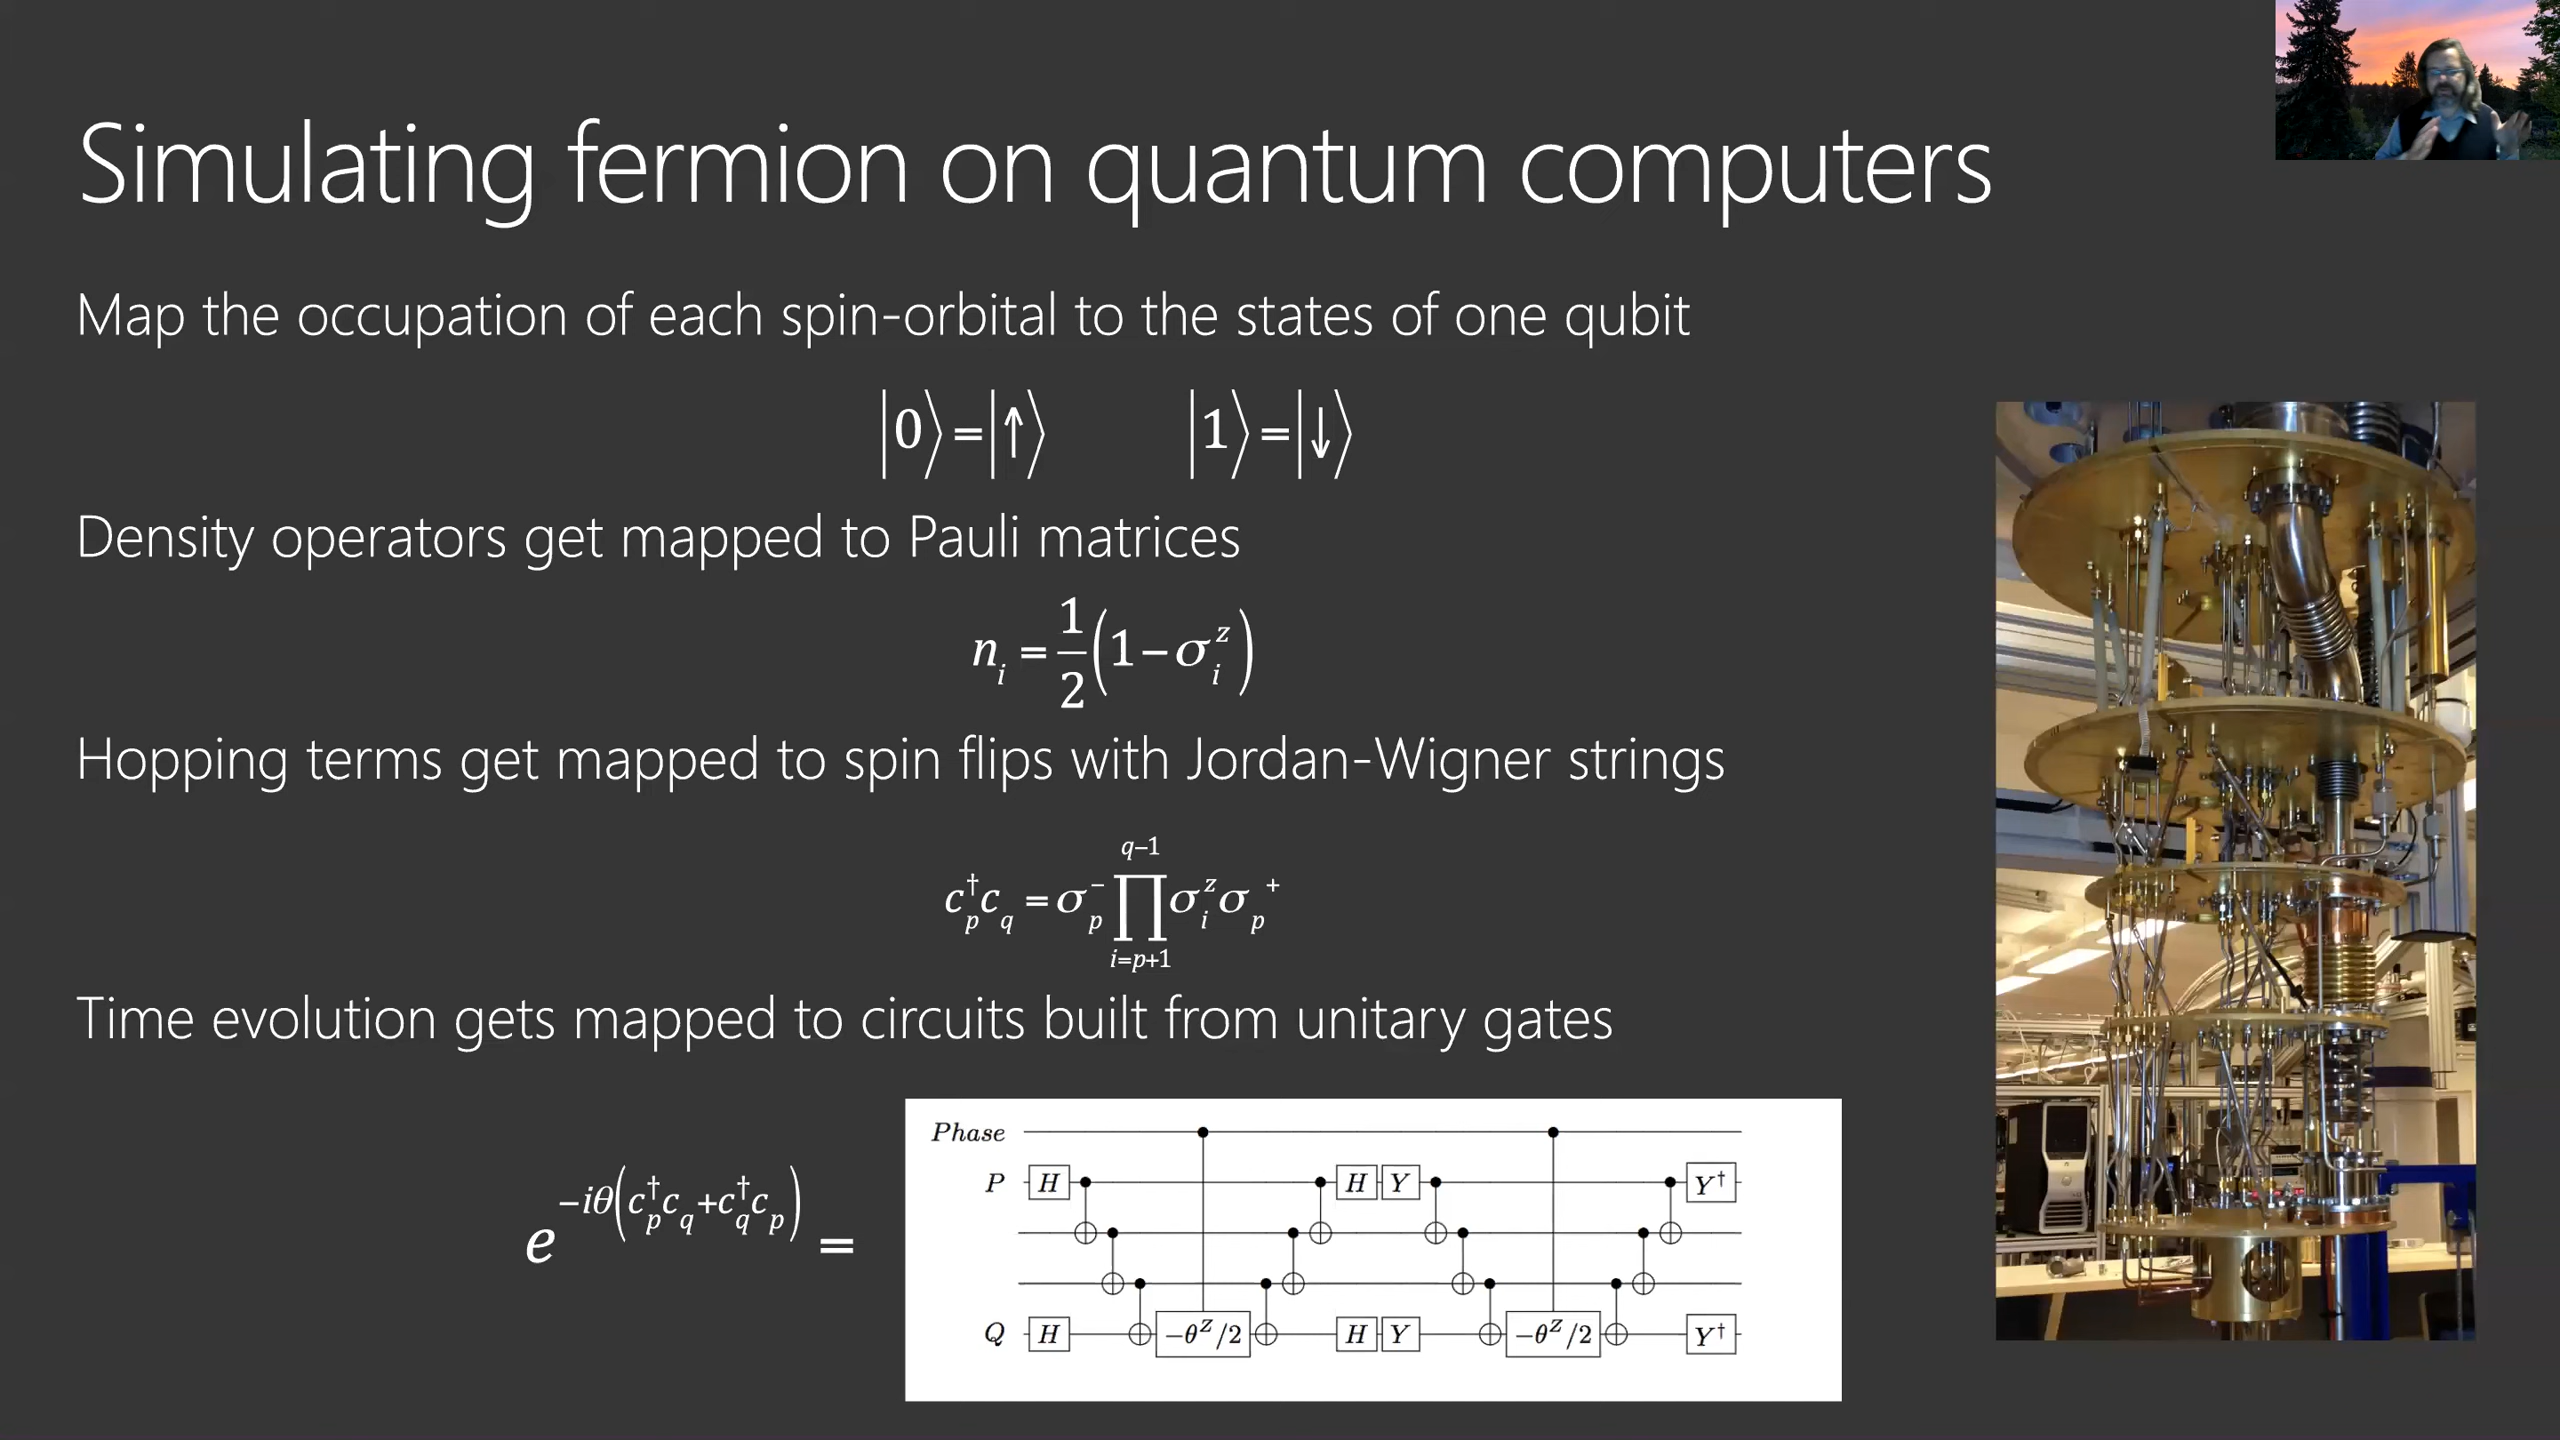 Simulating fermion on quantum computers
Map the occupation of each spin-orbital to the states of one qubit
|0⟩=|↑⟩ |1⟩=|↓⟩
Density operators get mapped to Pauli matrices
n_i = 1/2 (1−σ_i^z)
Hopping terms get mapped to spin flips with Jordan-Wigner strings
c_p^† c_q = σ_p^− ∏_{i=p+1}^{q−1} σ_i^z σ_p^+
Time evolution gets mapped to circuits built from unitary gates
e^{−iθ(c_p^† c_q + c_q^† c_p)} =
Phase
P H H Y Y†
Q H −θ^Z/2 H Y −θ^Z/2 Y†